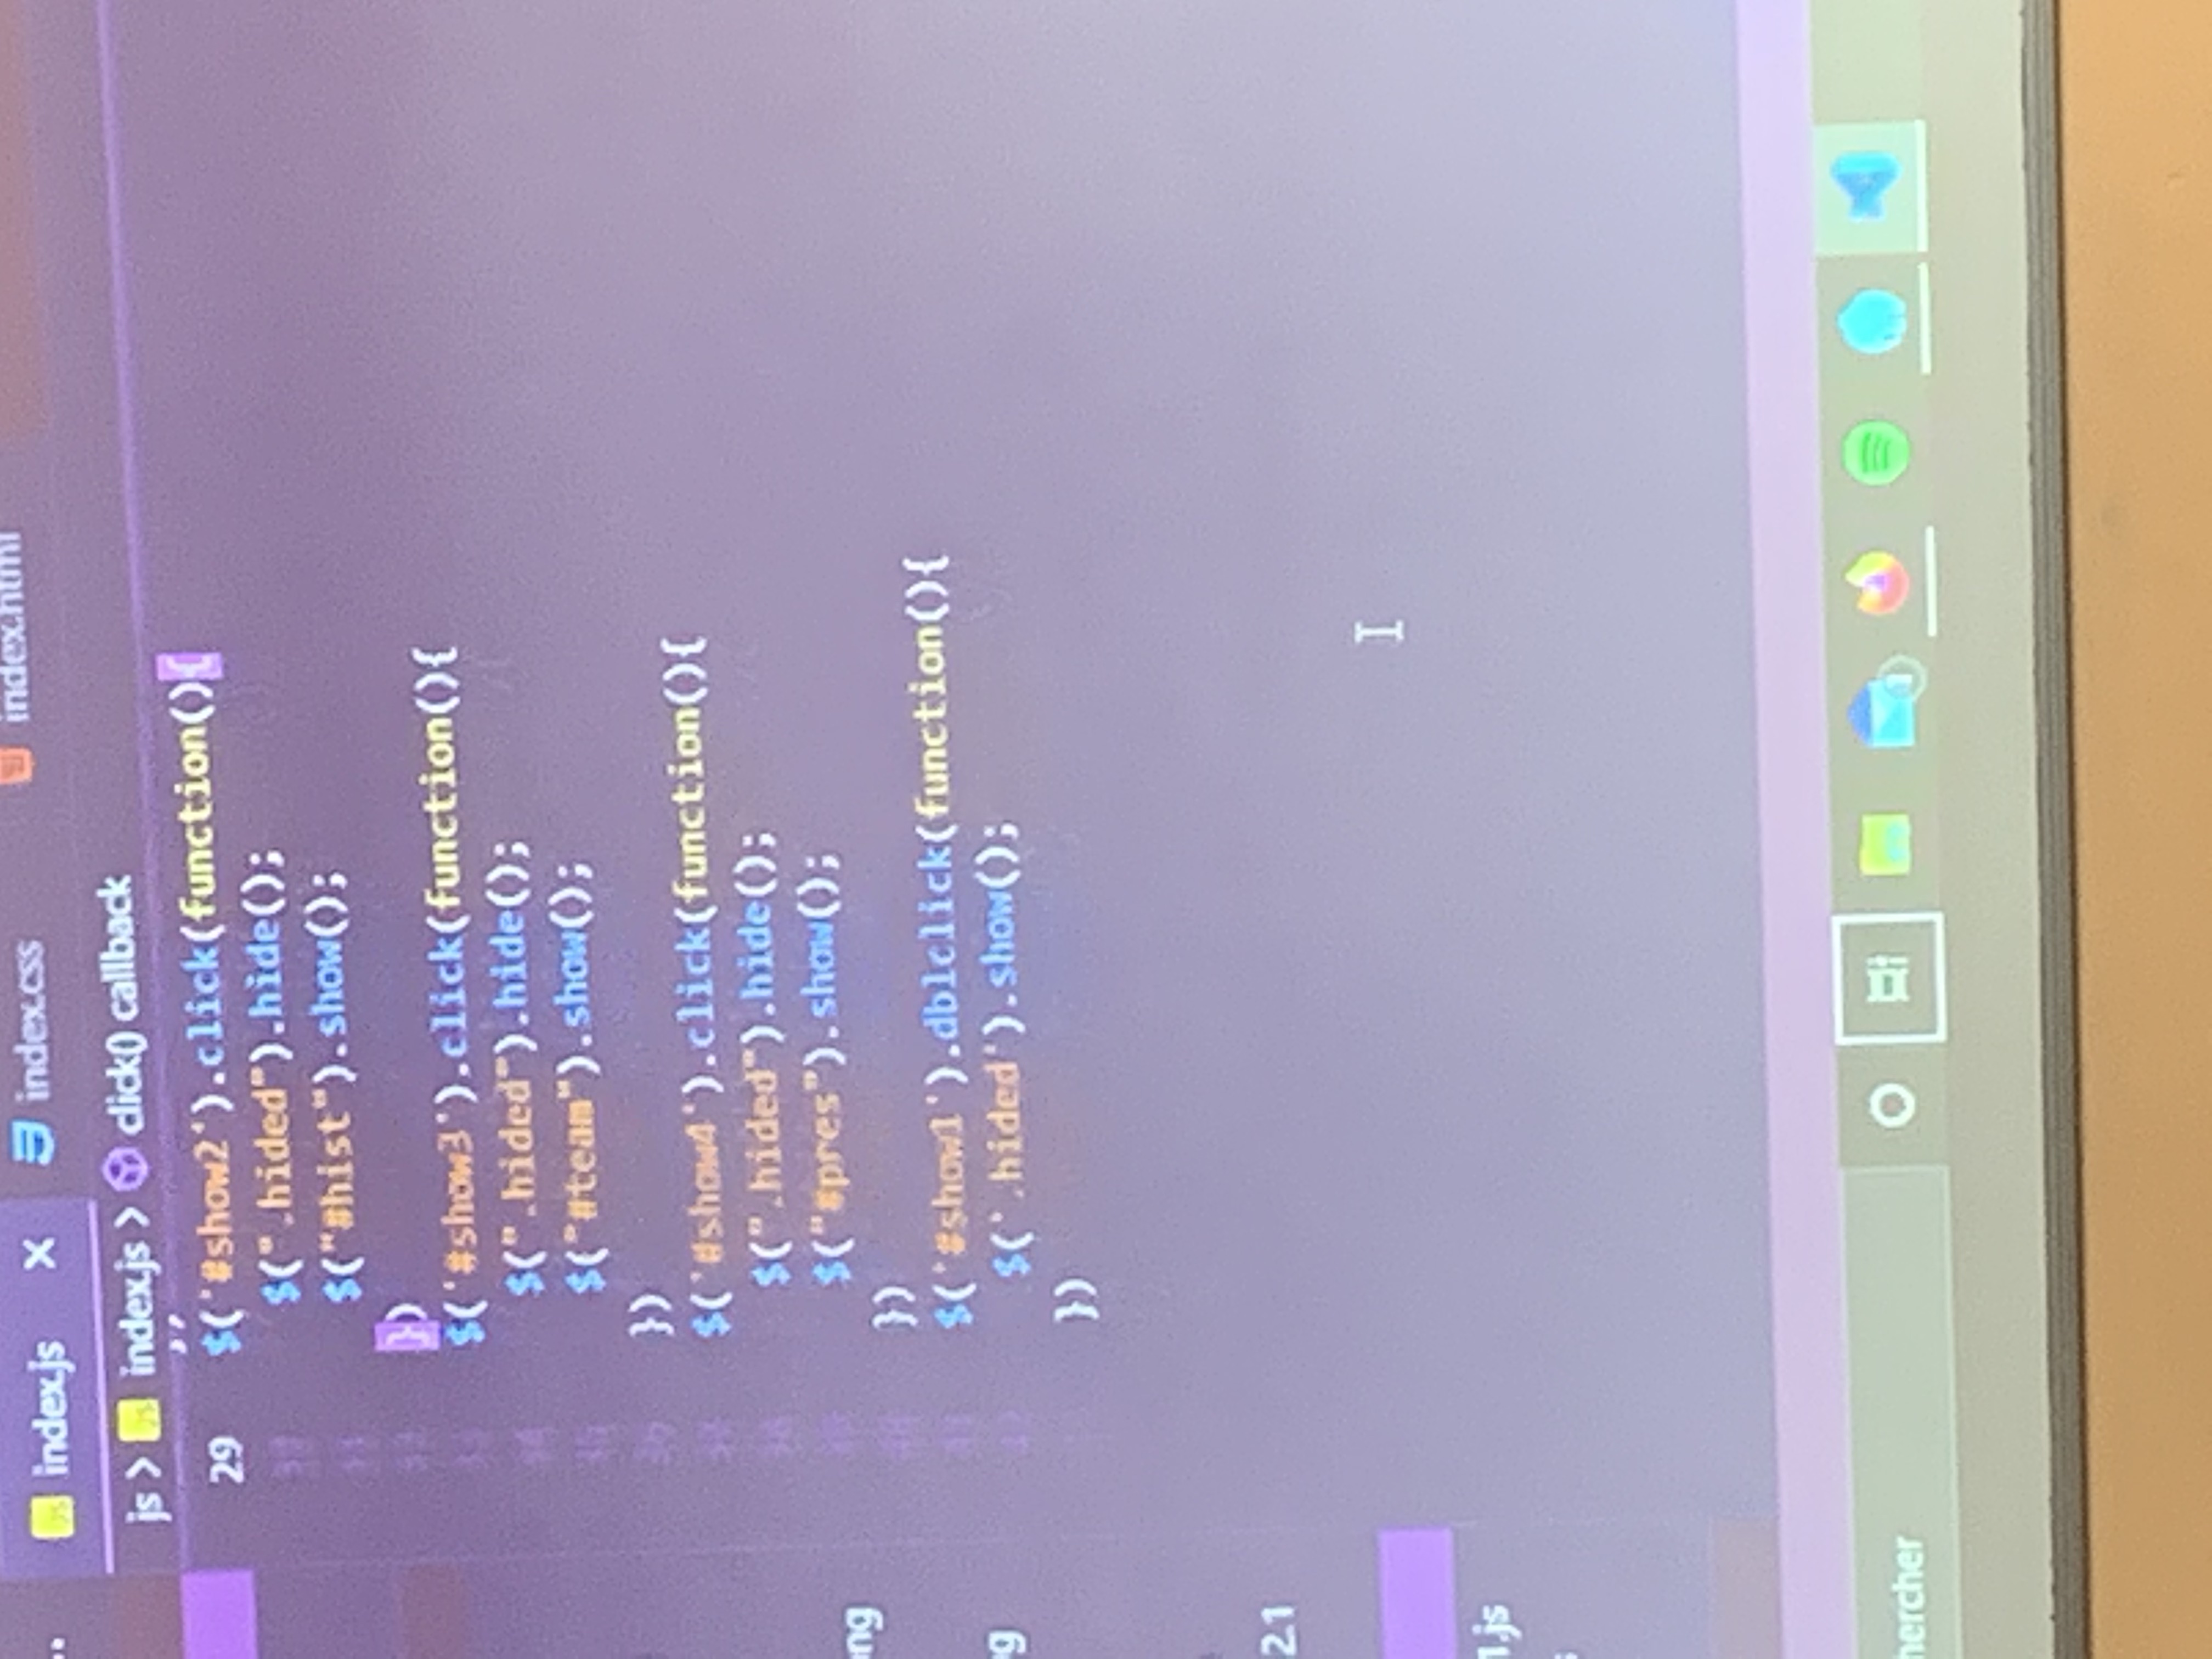 index.js
index.css
index.html
js > index.js > click() callback
29 $('#show2').click(function(){
$(".hided").hide();
$("#hist").show();
})
$('#show3').click(function(){
$(".hided").hide();
$("#team").show();
})
$('#show4').click(function(){
$(".hided").hide();
$("#pres").show();
})
$('#show1').dblclick(function(){
$('.hided').show();
})
ng
g
2.1
1.js
hercher